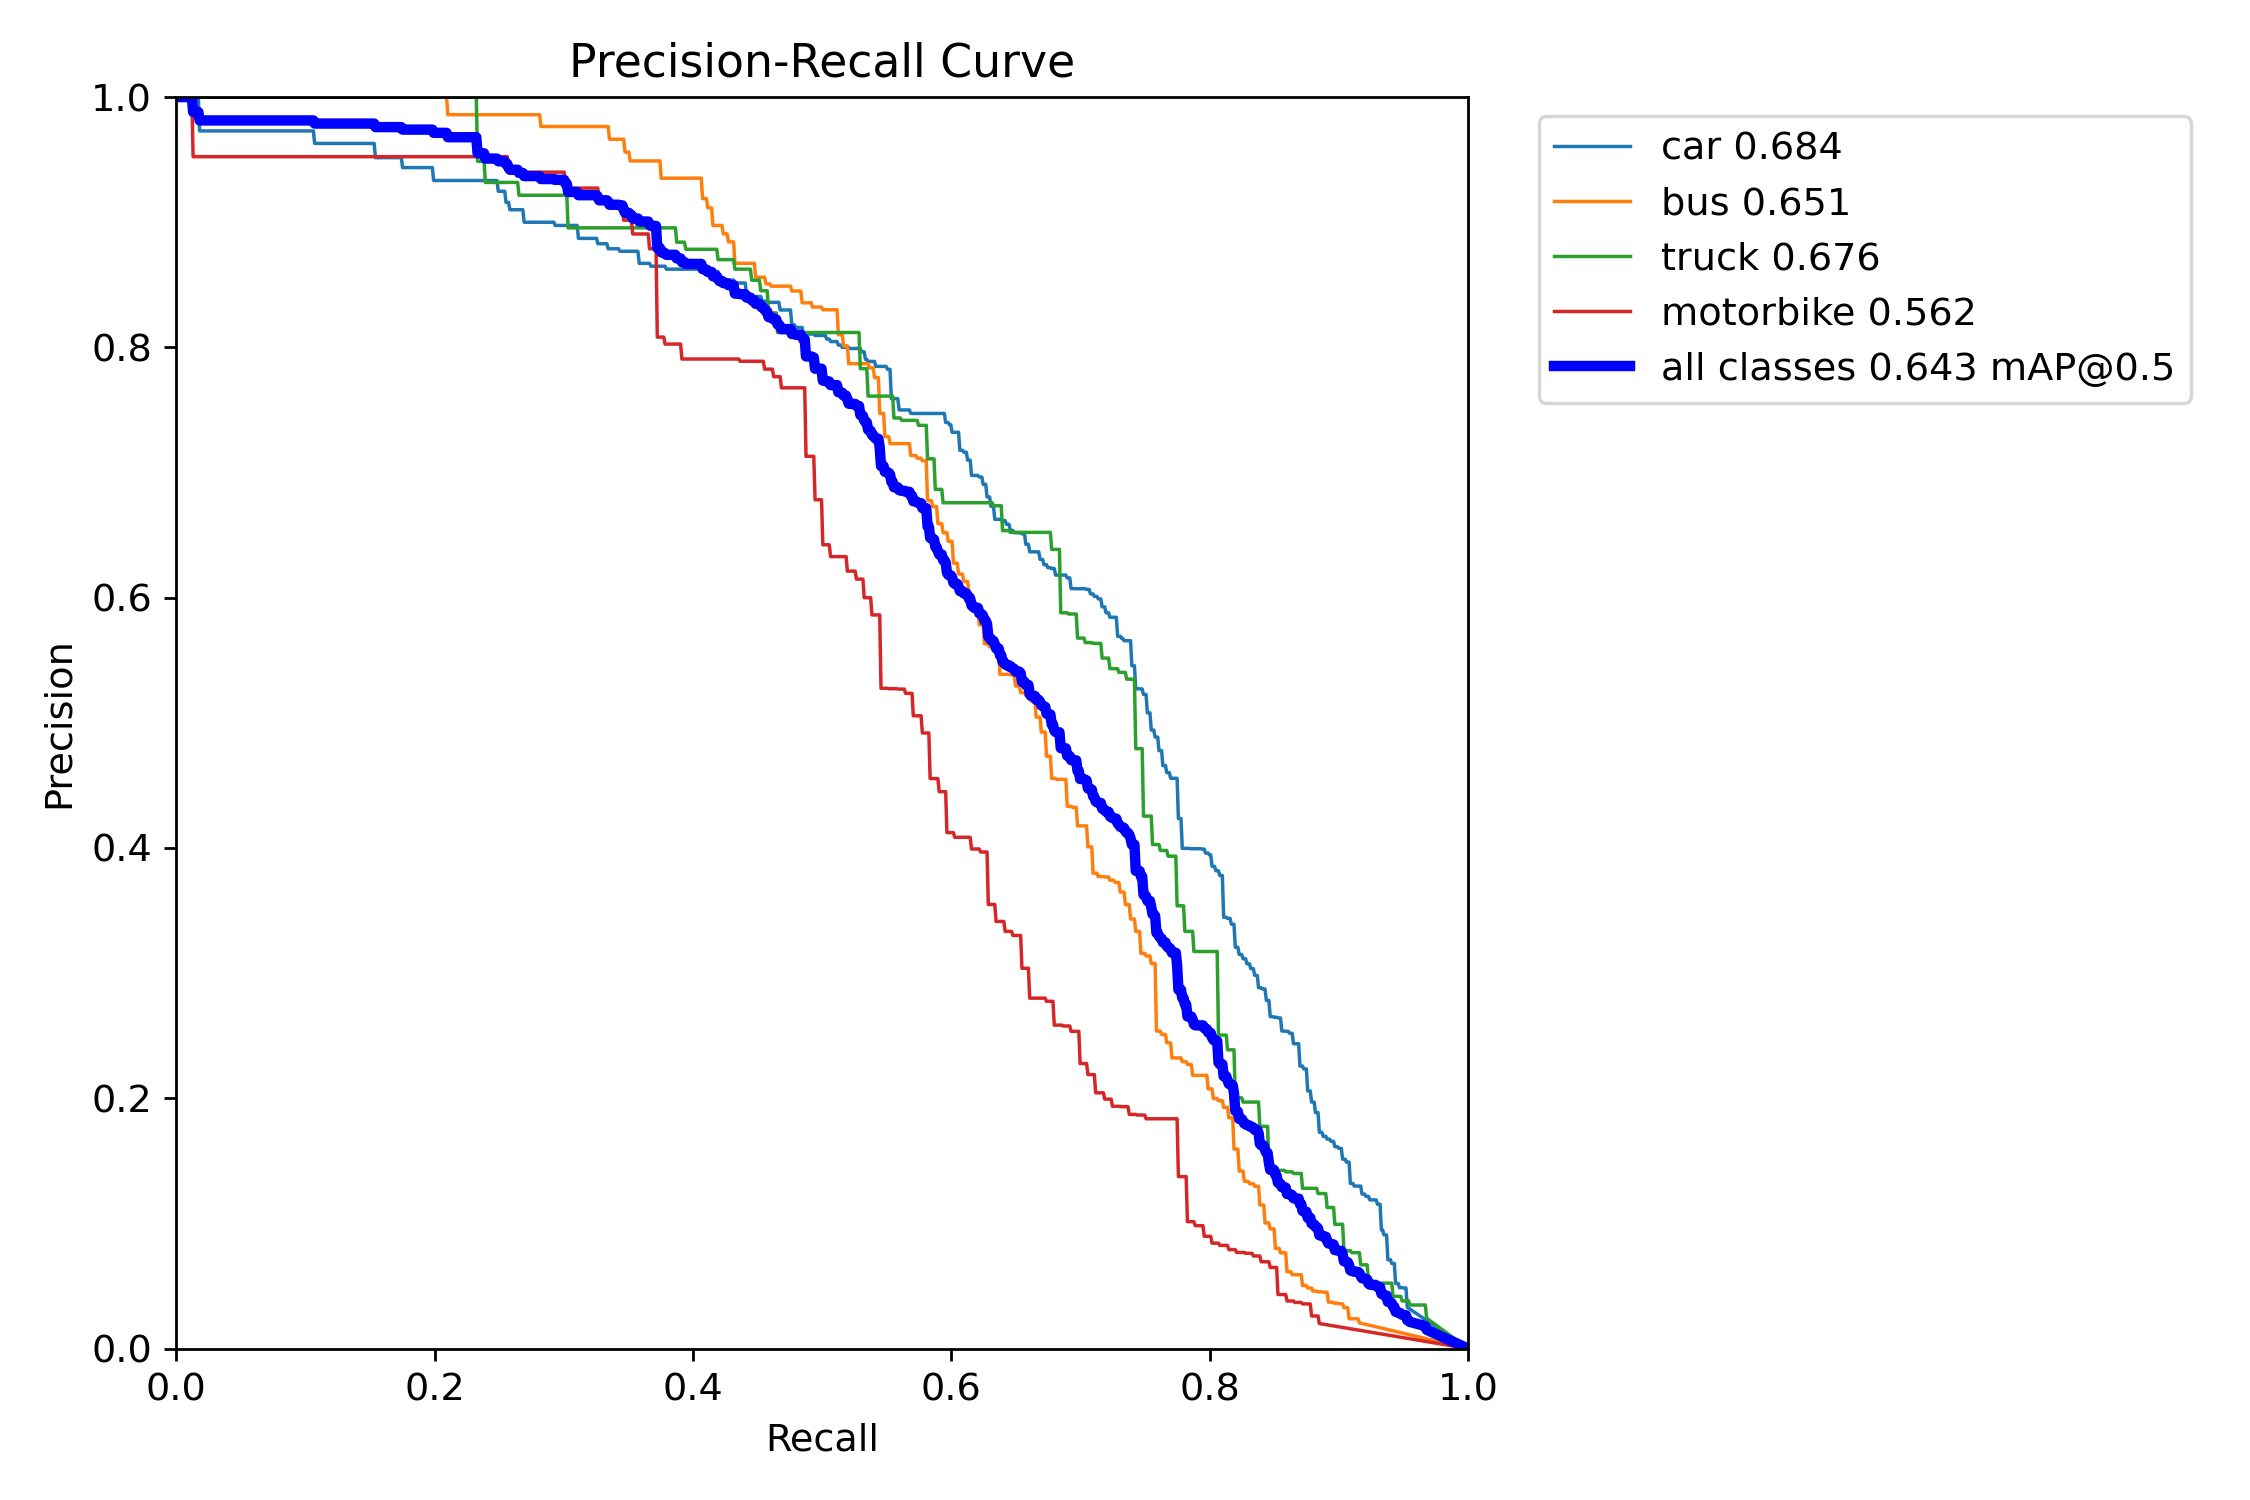 Precision-Recall Curve
1.0
0.8
0.6
0.4
0.2
0.0
Precision
0.0 0.2 0.4 0.6 0.8 1.0
Recall
car 0.684
bus 0.651
truck 0.676
motorbike 0.562
all classes 0.643 mAP@0.5